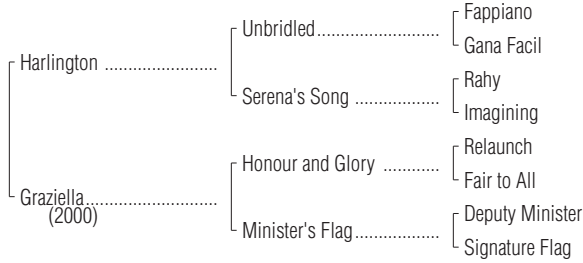 Fappiano
Unbridled............................
Gana Facil
Harlington ..........................
Rahy
Serena's Song ...................
Imagining
Relaunch
Honour and Glory ............
Fair to All
Graziella..............................
(2000)
Deputy Minister
Minister's Flag...................
Signature Flag